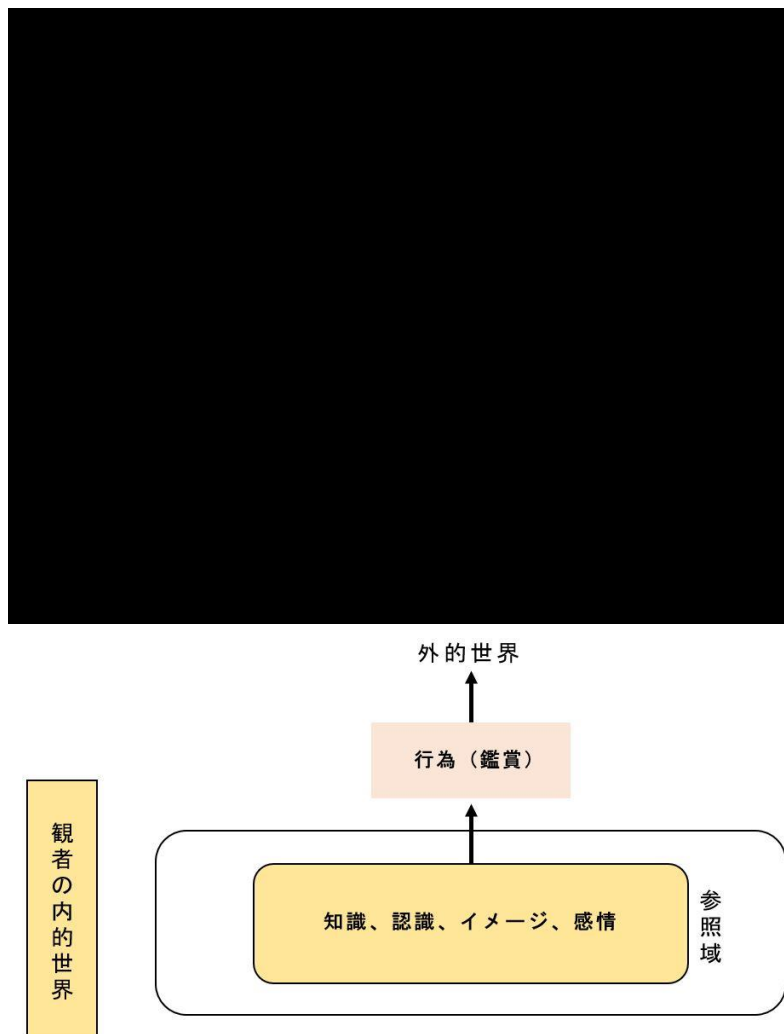 外的世界
行為（鑑賞）
観者の内的世界
知識、認識、イメージ、感情
参照域